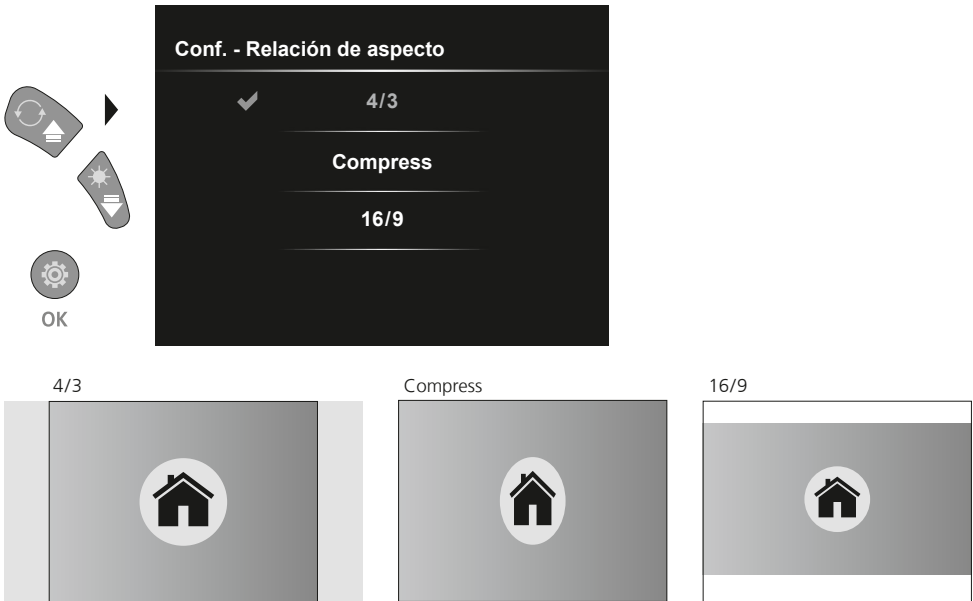 Conf. - Relación de aspecto
4/3
Compress
16/9
OK
4/3
Compress
16/9